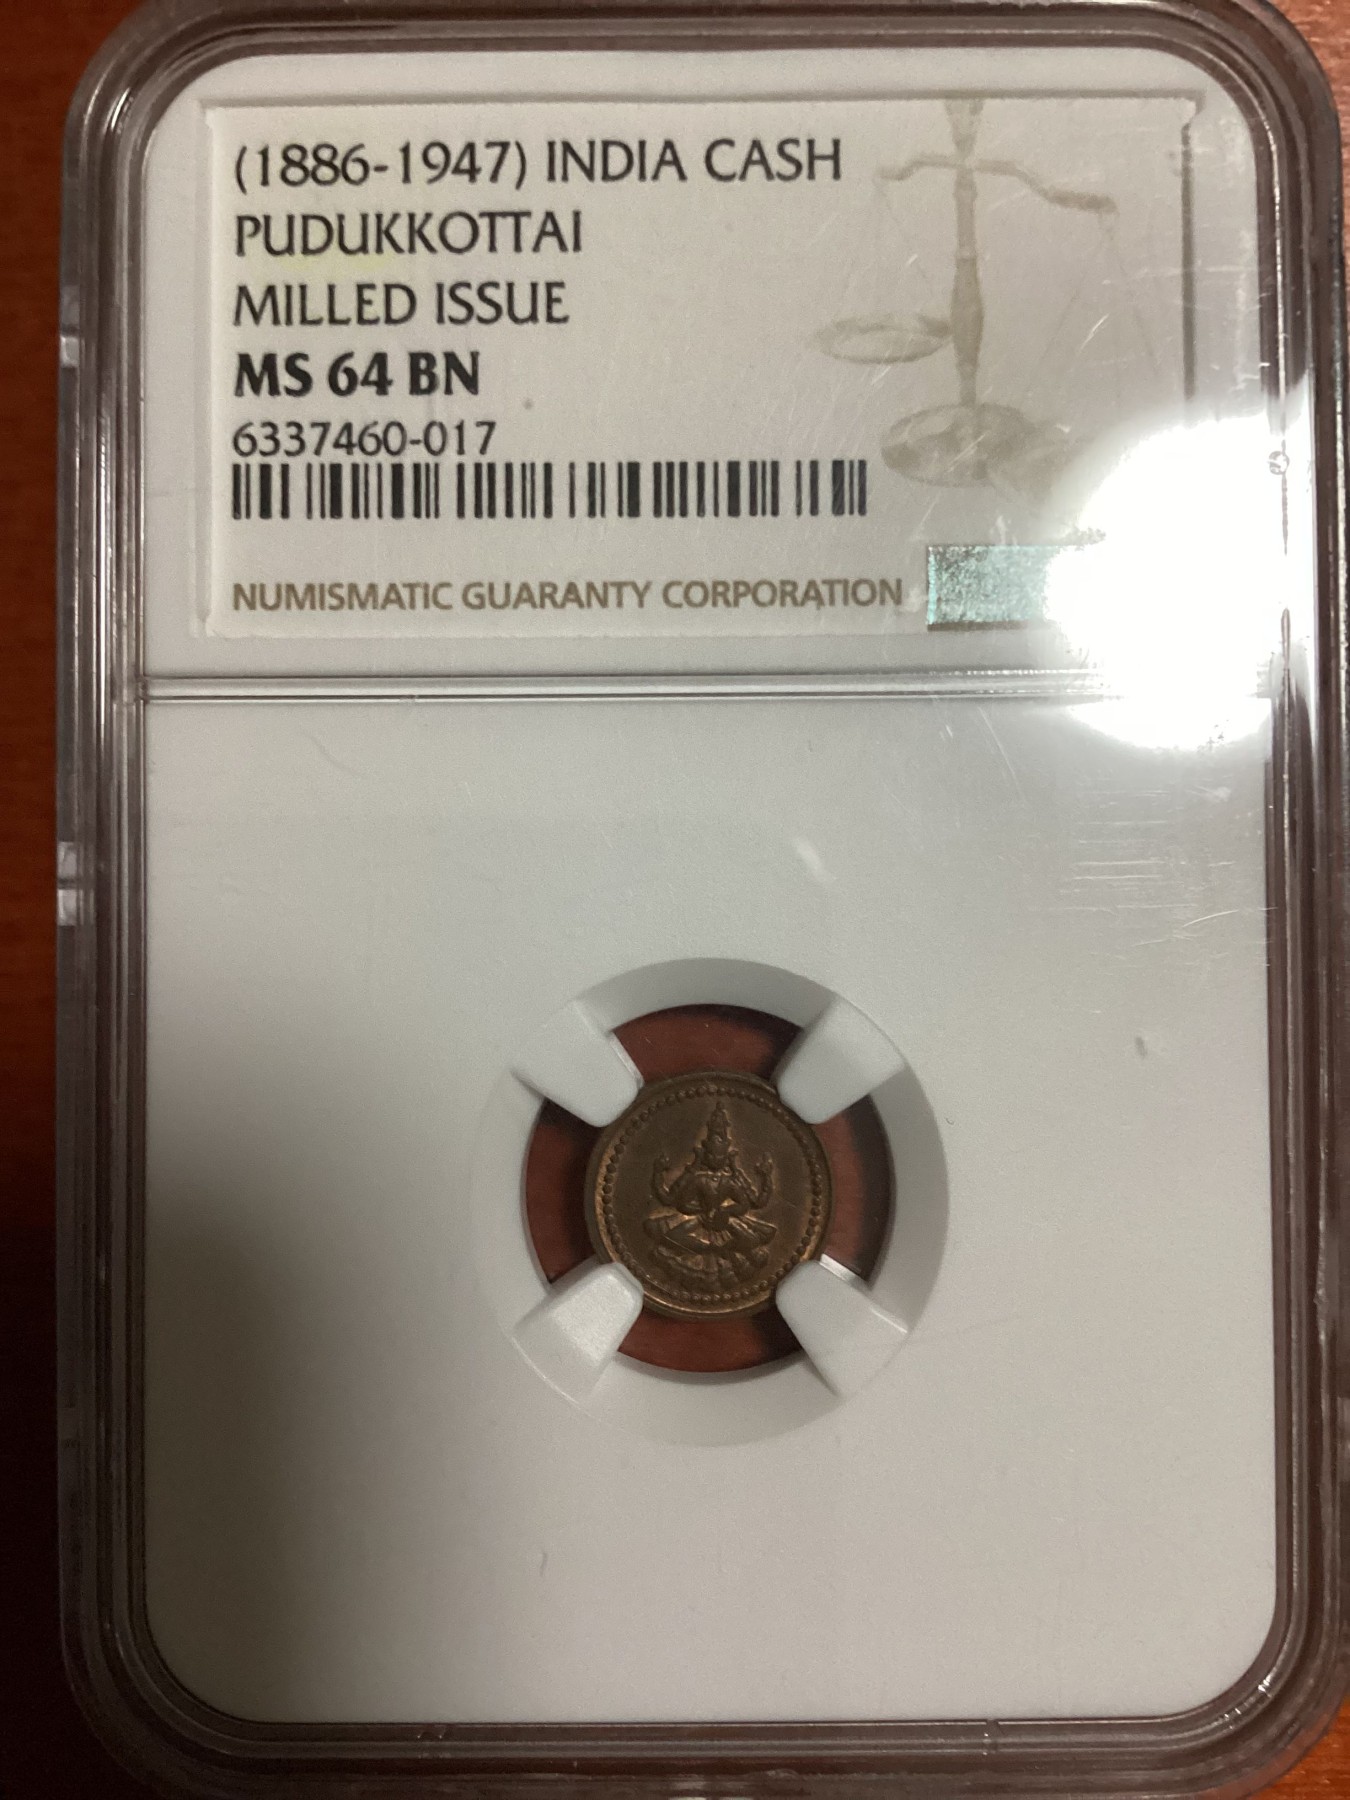 (1886-1947) INDIA CASH
PUDUKKOTTAI
MILLED ISSUE
MS 64 BN
6337460-017
NUMISMATIC GUARANTY CORPORATION